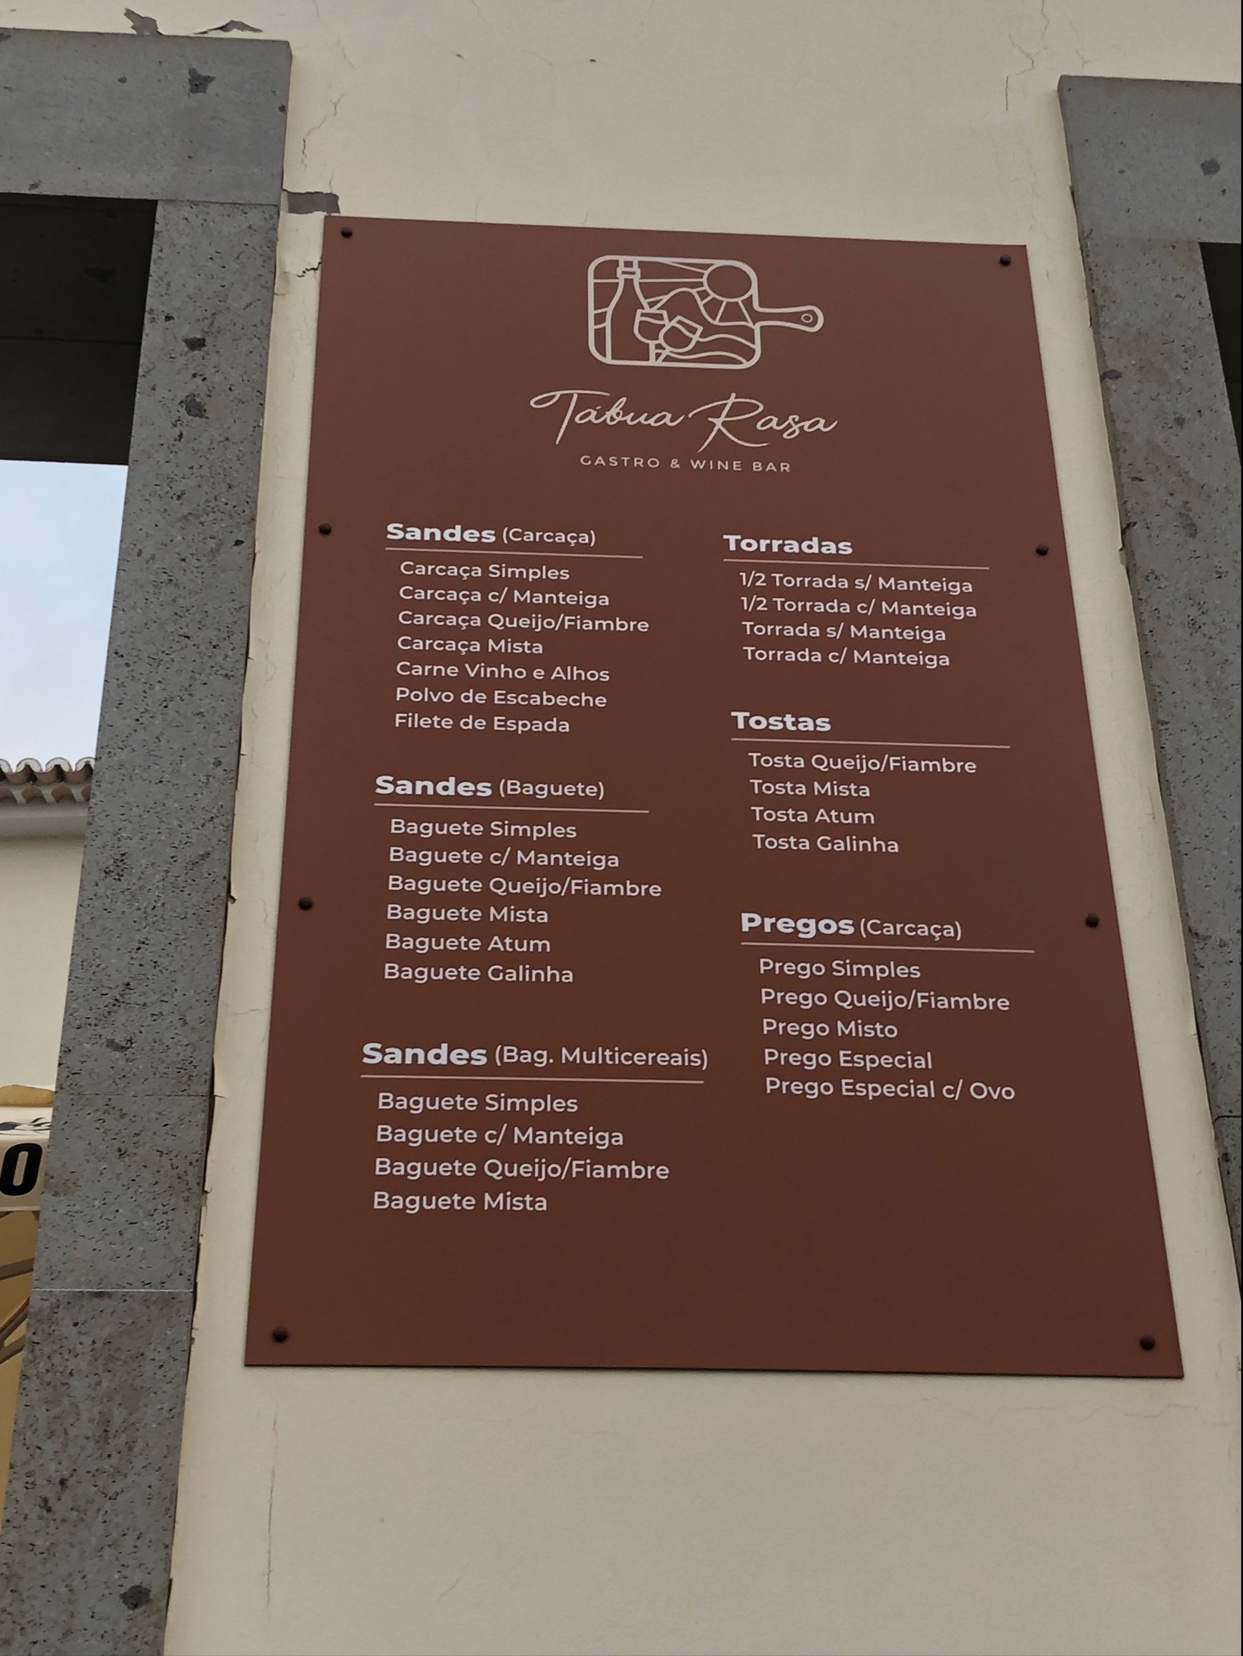 Tábua Rasa
GASTRO & WINE BAR
Sandes (Carcaça)
Carcaça Simples
Carcaça c/ Manteiga
Carcaça Queijo/Fiambre
Carcaça Mista
Carne Vinho e Alhos
Polvo de Escabeche
Filete de Espada
Sandes (Baguete)
Baguete Simples
Baguete c/ Manteiga
Baguete Queijo/Fiambre
Baguete Mista
Baguete Atum
Baguete Galinha
Sandes (Bag. Multicereais)
Baguete Simples
Baguete c/ Manteiga
Baguete Queijo/Fiambre
Baguete Mista
Torradas
1/2 Torrada s/ Manteiga
1/2 Torrada c/ Manteiga
Torrada s/ Manteiga
Torrada c/ Manteiga
Tostas
Tosta Queijo/Fiambre
Tosta Mista
Tosta Atum
Tosta Galinha
Pregos (Carcaça)
Prego Simples
Prego Queijo/Fiambre
Prego Misto
Prego Especial
Prego Especial c/ Ovo